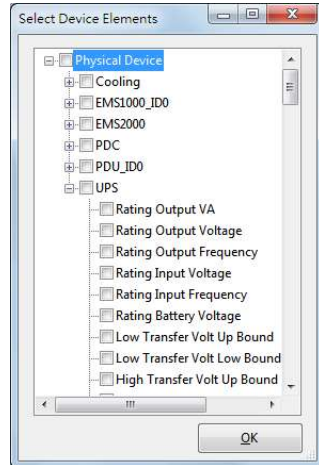 Select Device Elements
Physical Device
Cooling
EMS1000_ID0
EMS2000
PDC
PDU_ID0
UPS
Rating Output VA
Rating Output Voltage
Rating Output Frequency
Rating Input Voltage
Rating Input Frequency
Rating Battery Voltage
Low Transfer Volt Up Bound
Low Transfer Volt Low Bound
High Transfer Volt Up Bound
OK